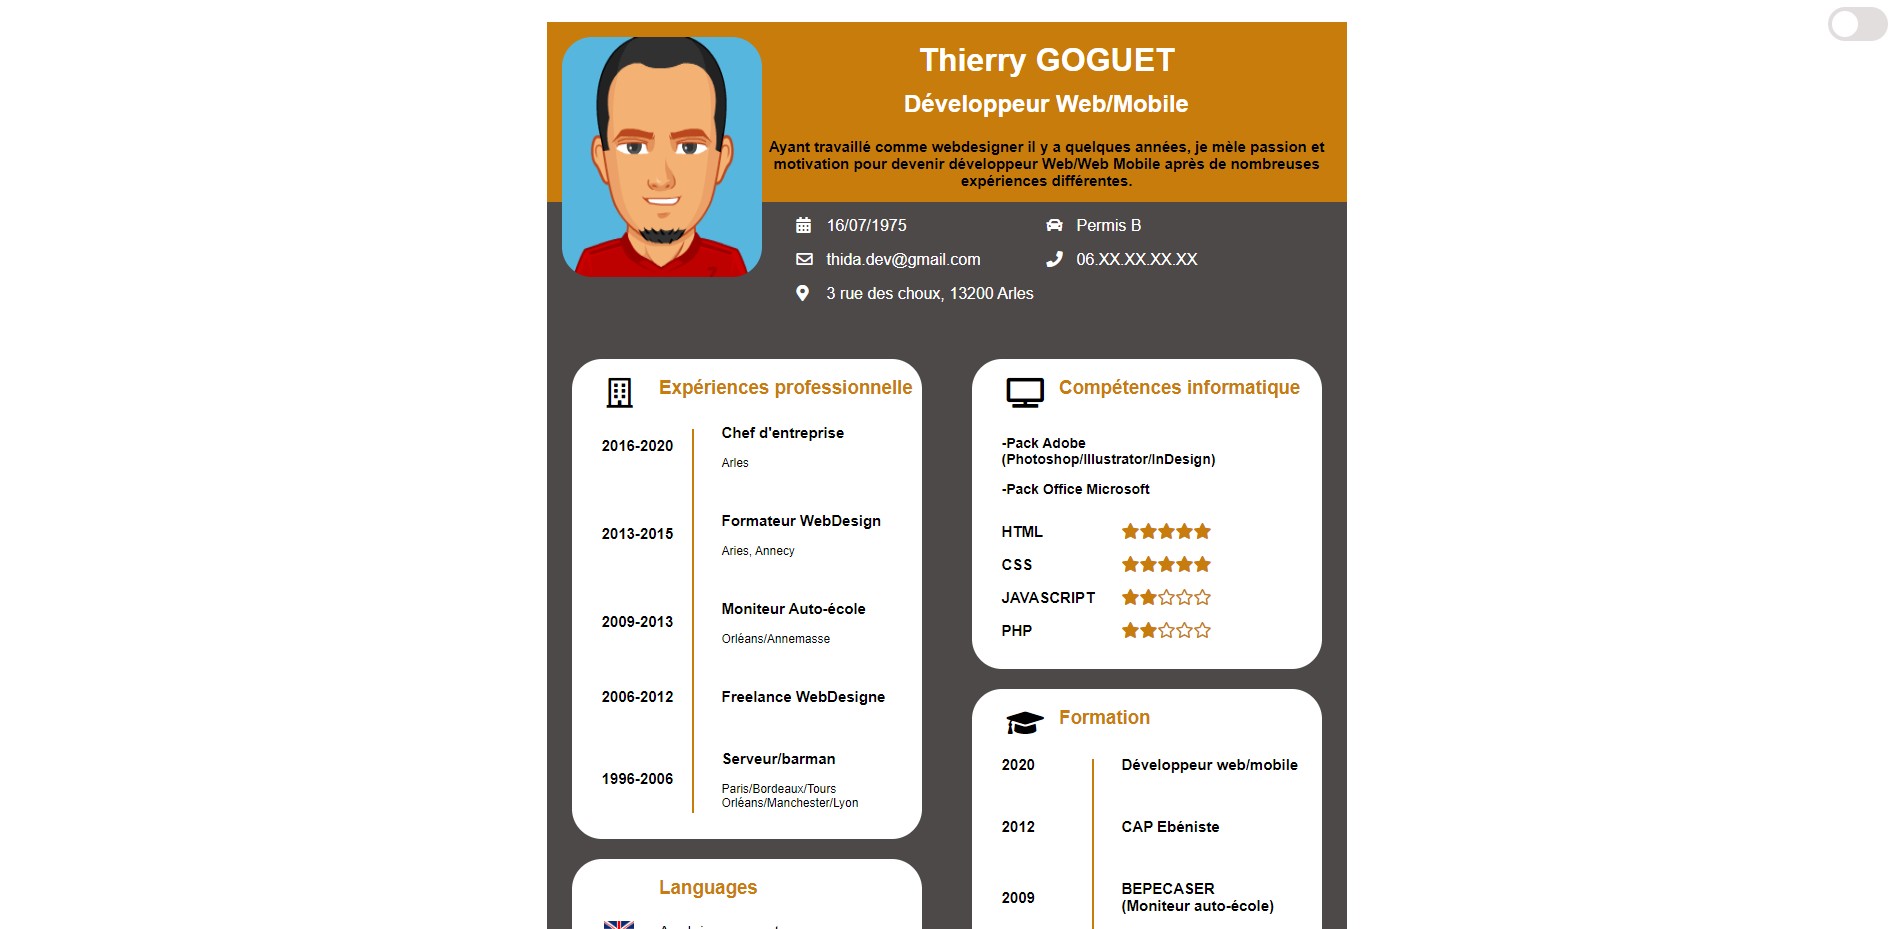 Thierry GOGUET
Développeur Web/Mobile
Ayant travaillé comme webdesigner il y a quelques années, je mèle passion et
motivation pour devenir développeur Web/Web Mobile après de nombreuses
expériences différentes.
16/07/1975
Permis B
thida.dev@gmail.com
06.XX.XX.XX.XX
3 rue des choux, 13200 Arles
Expériences professionnelle
2016-2020
Chef d'entreprise
Arles
2013-2015
Formateur WebDesign
Aries, Annecy
2009-2013
Moniteur Auto-école
Orléans/Annemasse
2006-2012
Freelance WebDesigne
1996-2006
Serveur/barman
Paris/Bordeaux/Tours
Orléans/Manchester/Lyon
Languages
Compétences informatique
-Pack Adobe
(Photoshop/Illustrator/InDesign)
-Pack Office Microsoft
HTML
CSS
JAVASCRIPT
PHP
Formation
2020
Développeur web/mobile
2012
CAP Ebéniste
2009
BEPECASER
(Moniteur auto-école)